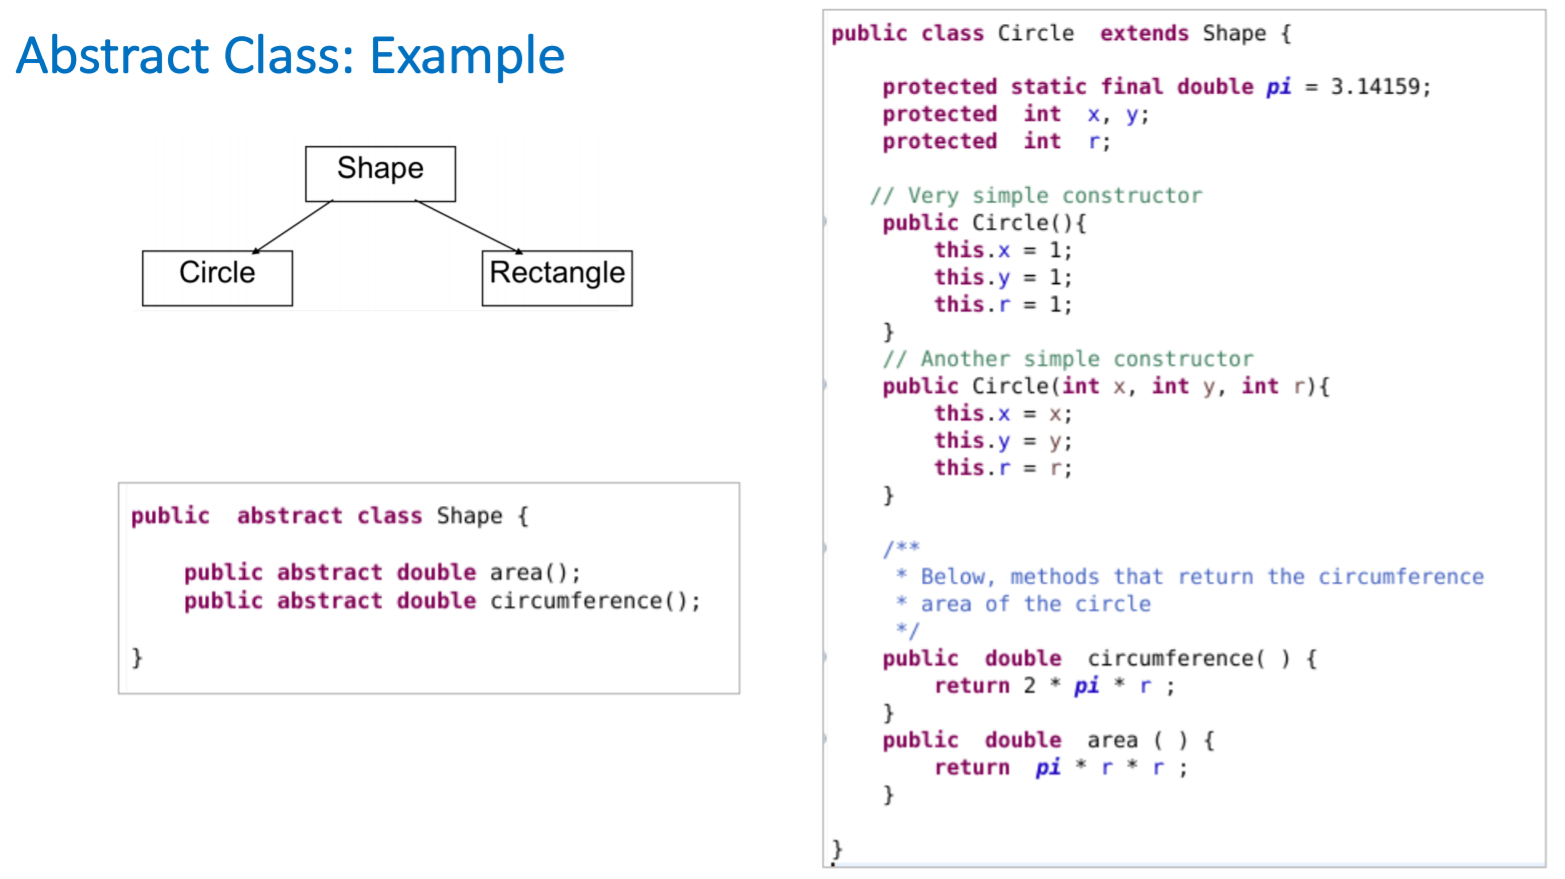 Abstract Class: Example
Shape
Circle
Rectangle
public  abstract class Shape {
    public abstract double area();
    public abstract double circumference();
}
public class Circle  extends Shape {
    protected static final double pi = 3.14159;
    protected  int  x, y;
    protected  int  r;
   // Very simple constructor
    public Circle(){
        this.x = 1;
        this.y = 1;
        this.r = 1;
    }
    // Another simple constructor
    public Circle(int x, int y, int r){
        this.x = x;
        this.y = y;
        this.r = r;
    }
    /**
     * Below, methods that return the circumference
     * area of the circle
     */
    public  double  circumference( ) {
        return 2 * pi * r ;
    }
    public  double  area ( ) {
        return  pi * r * r ;
    }
}